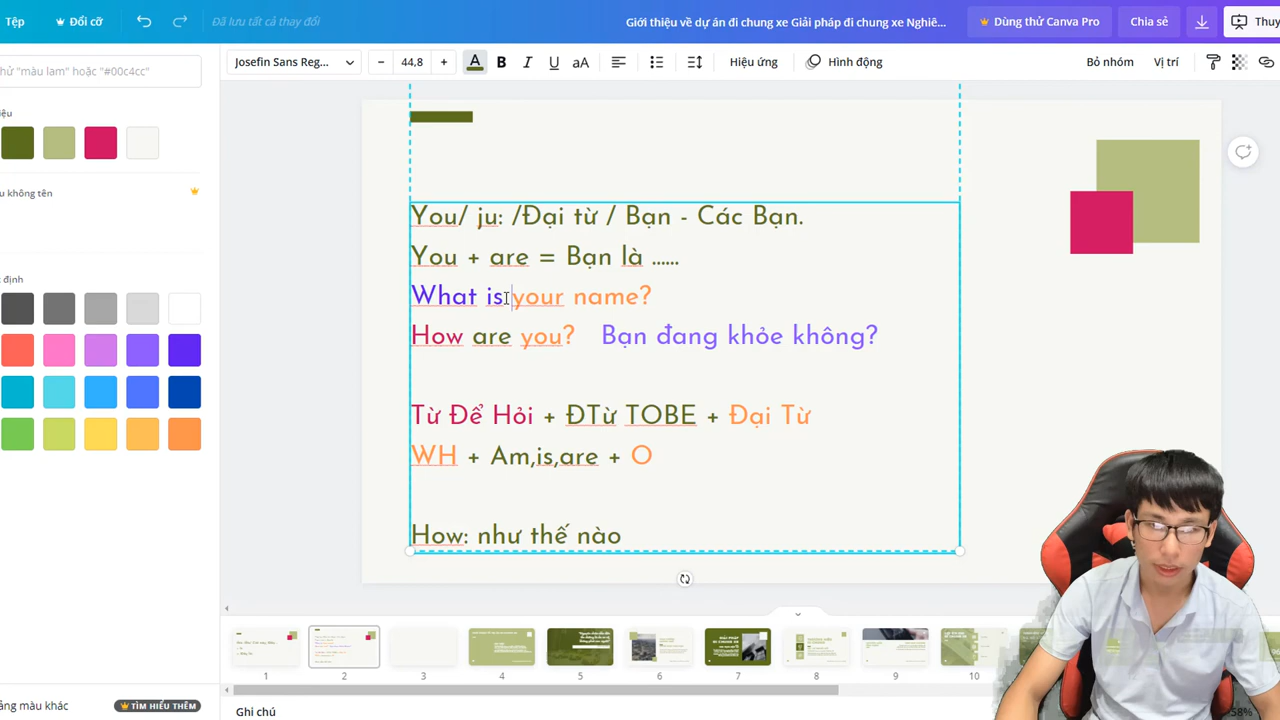 Tệp
Đổi cỡ
Đã lưu tất cả thay đổi
Giới thiệu về dự án đi chung xe Giải pháp đi chung xe Nghiê...
Dùng thử Canva Pro
Chia sẻ
Thuy
hử "màu lam" hoặc "#00c4cc"
Josefin Sans Reg...
– 44,8 +
A B I U aA
Hiệu ứng
Hình động
Bỏ nhóm
Vị trí
iệu
u không tên
c định
You/ ju: /Đại từ / Bạn - Các Bạn.
You + are = Bạn là ......
What is your name?
How are you? Bạn đang khỏe không?
Từ Để Hỏi + ĐTừ TOBE + Đại Từ
WH + Am,is,are + O
How: như thế nào
1 2 3 4 5 6 7 8 9 10
ảng màu khác
TÌM HIỂU THÊM
Ghi chú
58%